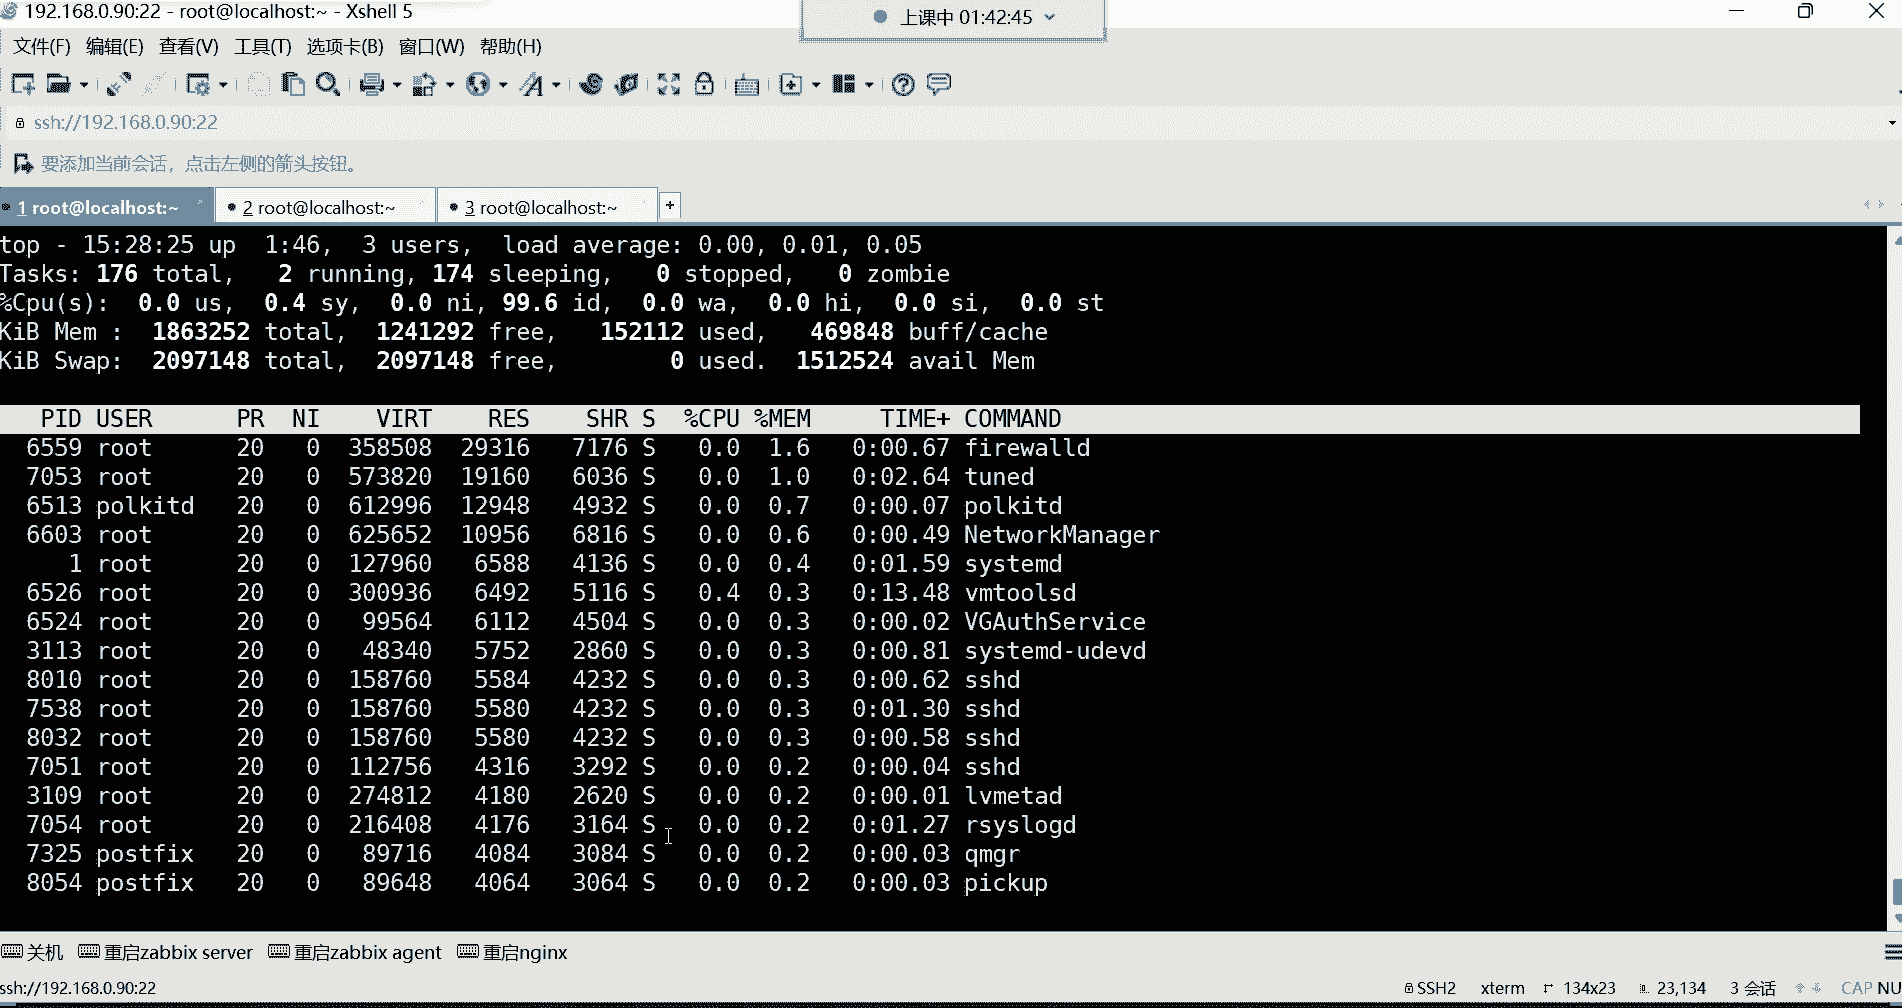 192.168.0.90:22 - root@localhost:~ - Xshell 5
上课中 01:42:45
文件(F) 编辑(E) 查看(V) 工具(T) 选项卡(B) 窗口(W) 帮助(H)
ssh://192.168.0.90:22
要添加当前会话，点击左侧的箭头按钮。
1 root@localhost:~ 2 root@localhost:~ 3 root@localhost:~ +
top - 15:28:25 up  1:46,  3 users,  load average: 0.00, 0.01, 0.05
Tasks: 176 total,   2 running, 174 sleeping,   0 stopped,   0 zombie
%Cpu(s):  0.0 us,  0.4 sy,  0.0 ni, 99.6 id,  0.0 wa,  0.0 hi,  0.0 si,  0.0 st
KiB Mem :  1863252 total,  1241292 free,   152112 used,   469848 buff/cache
KiB Swap:  2097148 total,  2097148 free,        0 used.  1512524 avail Mem
PID USER      PR  NI    VIRT    RES    SHR S  %CPU %MEM     TIME+ COMMAND
6559 root      20   0  358508  29316   7176 S   0.0  1.6   0:00.67 firewalld
7053 root      20   0  573820  19160   6036 S   0.0  1.0   0:02.64 tuned
6513 polkitd   20   0  612996  12948   4932 S   0.0  0.7   0:00.07 polkitd
6603 root      20   0  625652  10956   6816 S   0.0  0.6   0:00.49 NetworkManager
1 root      20   0  127960   6588   4136 S   0.0  0.4   0:01.59 systemd
6526 root      20   0  300936   6492   5116 S   0.4  0.3   0:13.48 vmtoolsd
6524 root      20   0   99564   6112   4504 S   0.0  0.3   0:00.02 VGAuthService
3113 root      20   0   48340   5752   2860 S   0.0  0.3   0:00.81 systemd-udevd
8010 root      20   0  158760   5584   4232 S   0.0  0.3   0:00.62 sshd
7538 root      20   0  158760   5580   4232 S   0.0  0.3   0:01.30 sshd
8032 root      20   0  158760   5580   4232 S   0.0  0.3   0:00.58 sshd
7051 root      20   0  112756   4316   3292 S   0.0  0.2   0:00.04 sshd
3109 root      20   0  274812   4180   2620 S   0.0  0.2   0:00.01 lvmetad
7054 root      20   0  216408   4176   3164 S   0.0  0.2   0:01.27 rsyslogd
7325 postfix   20   0   89716   4084   3084 S   0.0  0.2   0:00.03 qmgr
8054 postfix   20   0   89648   4064   3064 S   0.0  0.2   0:00.03 pickup
关机 重启zabbix server 重启zabbix agent 重启nginx
ssh://192.168.0.90:22 SSH2 xterm 134x23 23,134 3 会话 CAP NU